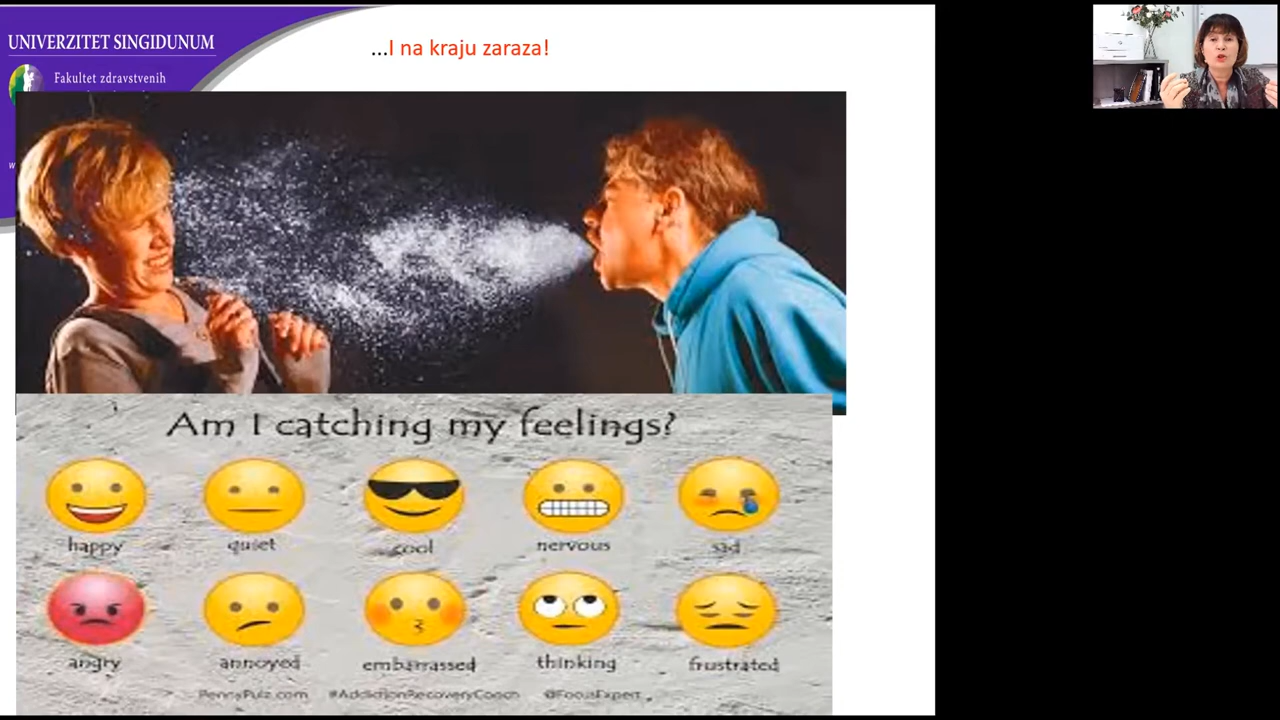 UNIVERZITET SINGIDUNUM
...I na kraju zaraza!
Fakultet zdravstvenih
w
Am I catching my feelings?
happy quiet cool nervous sad
angry annoyed embarrassed thinking frustrated
PennyPulz.com #AddictionRecoveryCoach @FocusExpert